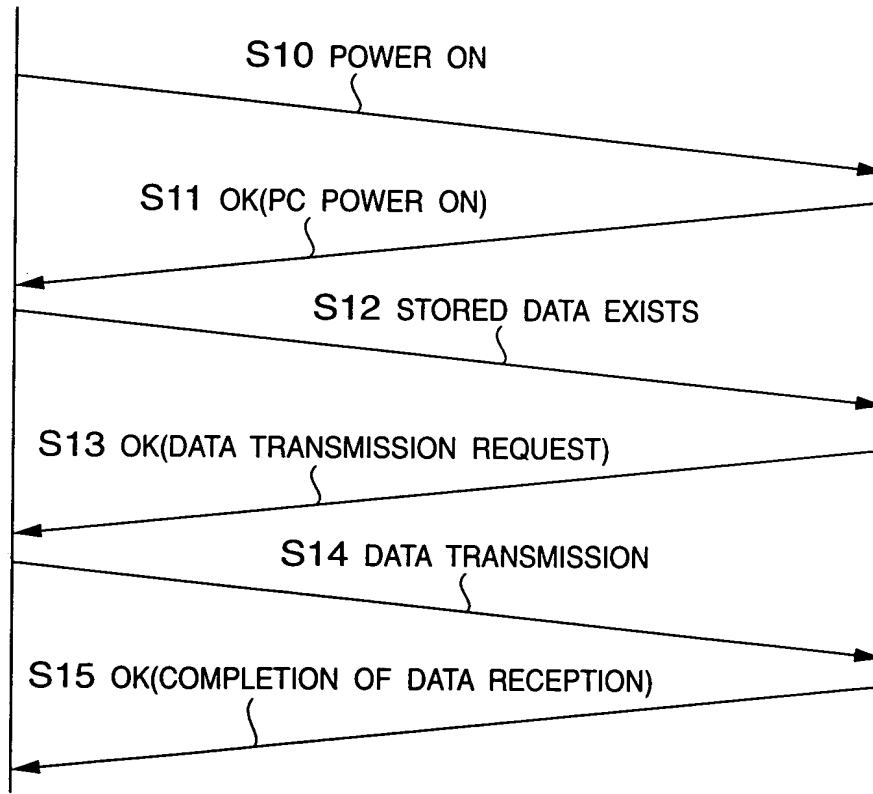 S10 POWER ON
S11 OK(PC POWER ON)
S12 STORED DATA EXISTS
S13 OK(DATA TRANSMISSION REQUEST)
S14 DATA TRANSMISSION
S15 OK(COMPLETION OF DATA RECEPTION)